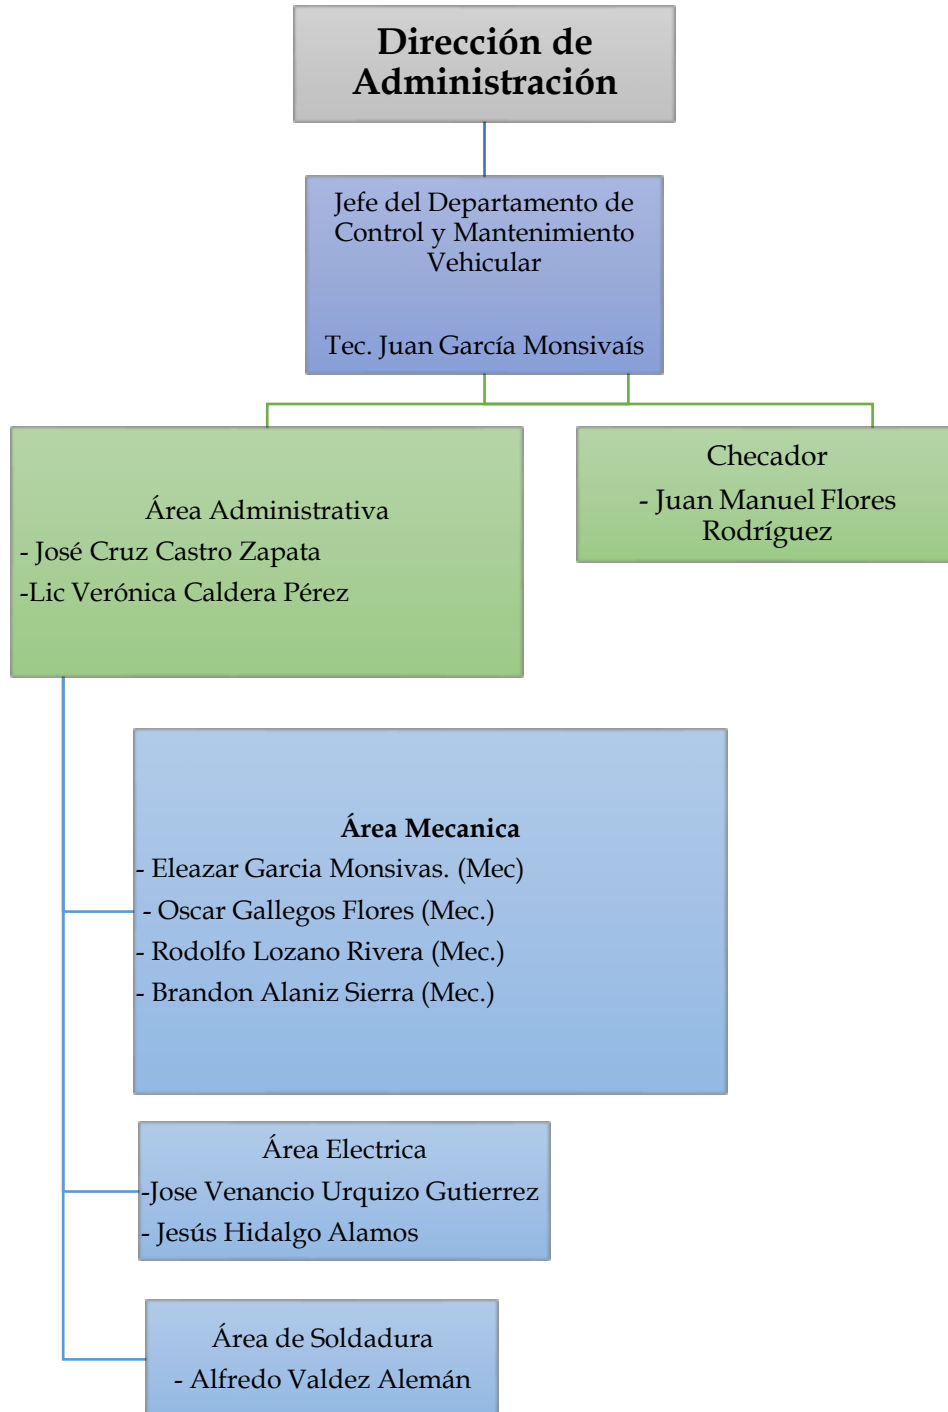 Dirección de
Administración
Jefe del Departamento de
Control y Mantenimiento
Vehicular
Tec. Juan García Monsivaís
Área Administrativa
- José Cruz Castro Zapata
-Lic Verónica Caldera Pérez
Checador
- Juan Manuel Flores
Rodríguez
Área Mecanica
- Eleazar Garcia Monsivas. (Mec)
- Oscar Gallegos Flores (Mec.)
- Rodolfo Lozano Rivera (Mec.)
- Brandon Alaniz Sierra (Mec.)
Área Electrica
-Jose Venancio Urquizo Gutierrez
- Jesús Hidalgo Alamos
Área de Soldadura
- Alfredo Valdez Alemán